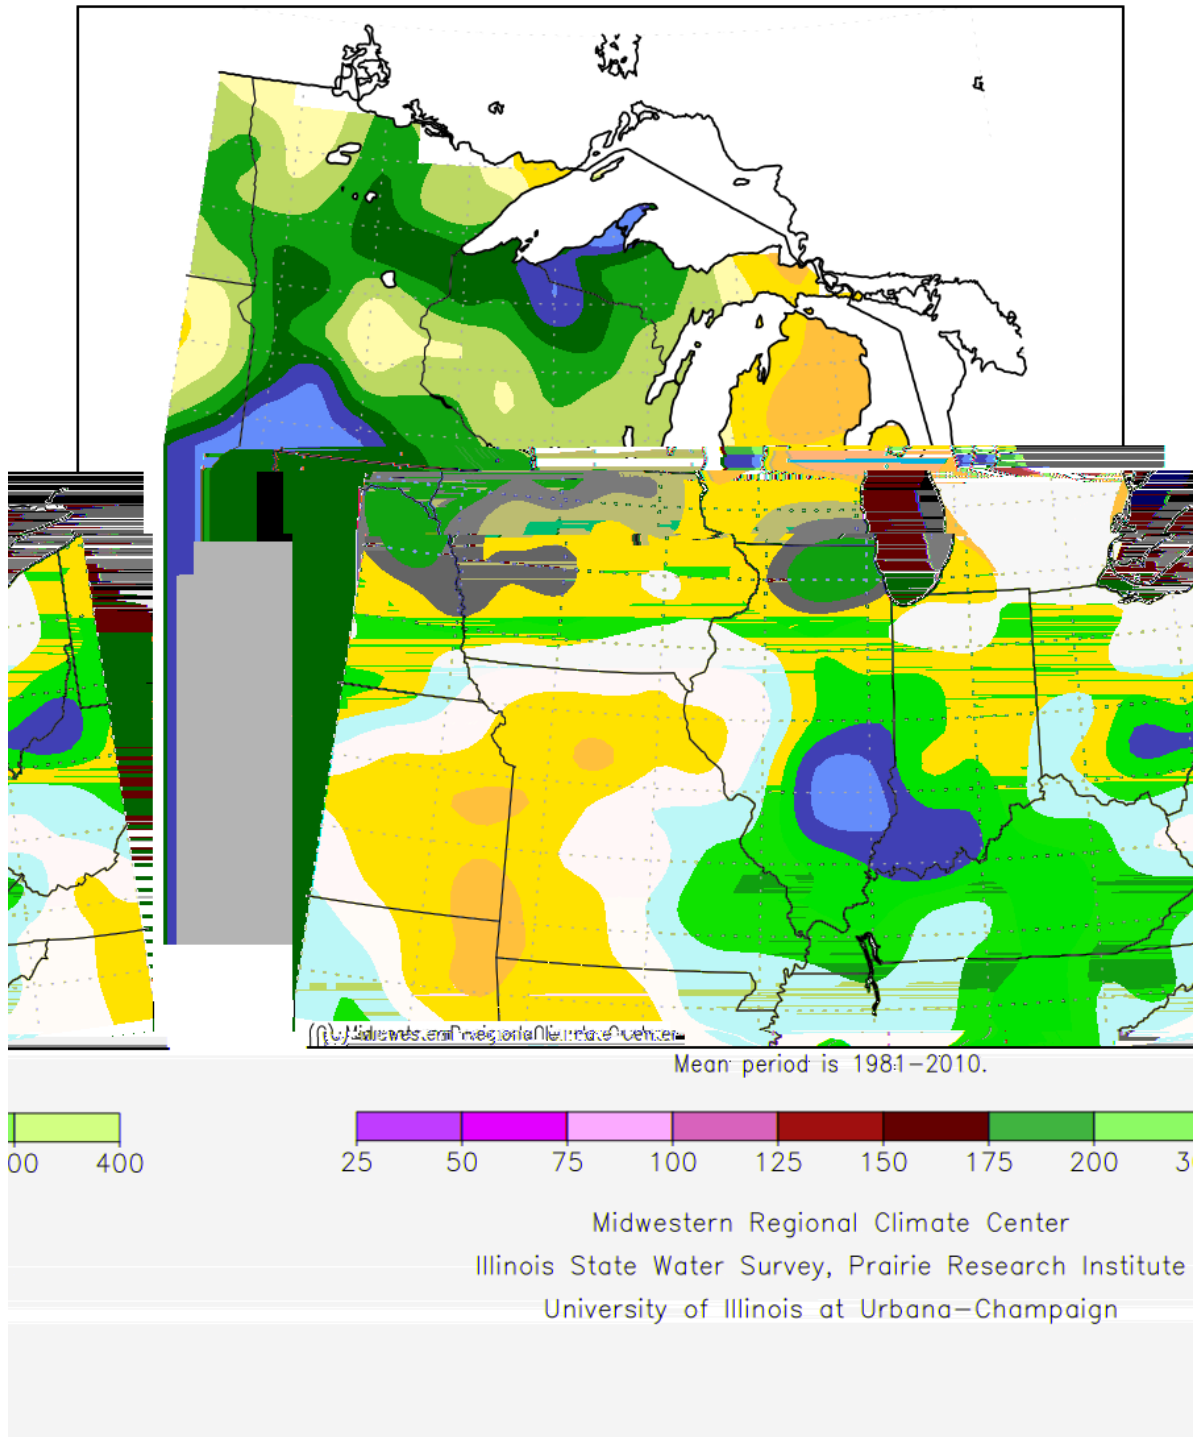 Mean period is 1981-2010.
00 400 25 50 75 100 125 150 175 200
Midwestern Regional Climate Center
Illinois State Water Survey, Prairie Research Institute
University of Illinois at Urbana-Champaign